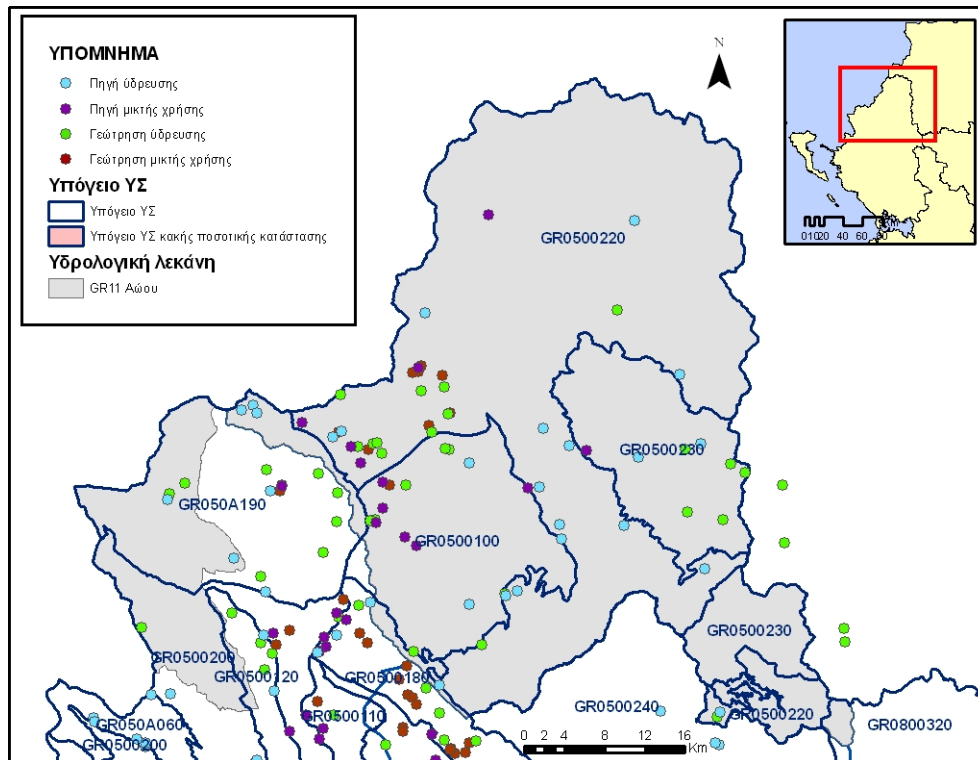 ΥΠΟΜΝΗΜΑ
Πηγή ύδρευσης
Πηγή μικτής χρήσης
Γεώτρηση ύδρευσης
Γεώτρηση μικτής χρήσης
Υπόγειο ΥΣ
Υπόγειο ΥΣ
Υπόγειο ΥΣ κακής ποσοτικής κατάστασης
Υδρολογική λεκάνη
GR11 Αώου
N
GR0500220
GR0500230
GR050A190
GR0500100
GR0500230
GR0500200
GR0500120
GR0500180
GR0500110
GR0500240
GR0500220
GR0800320
GR050A060
GR0500200
0 2 4 8 12 16
Km